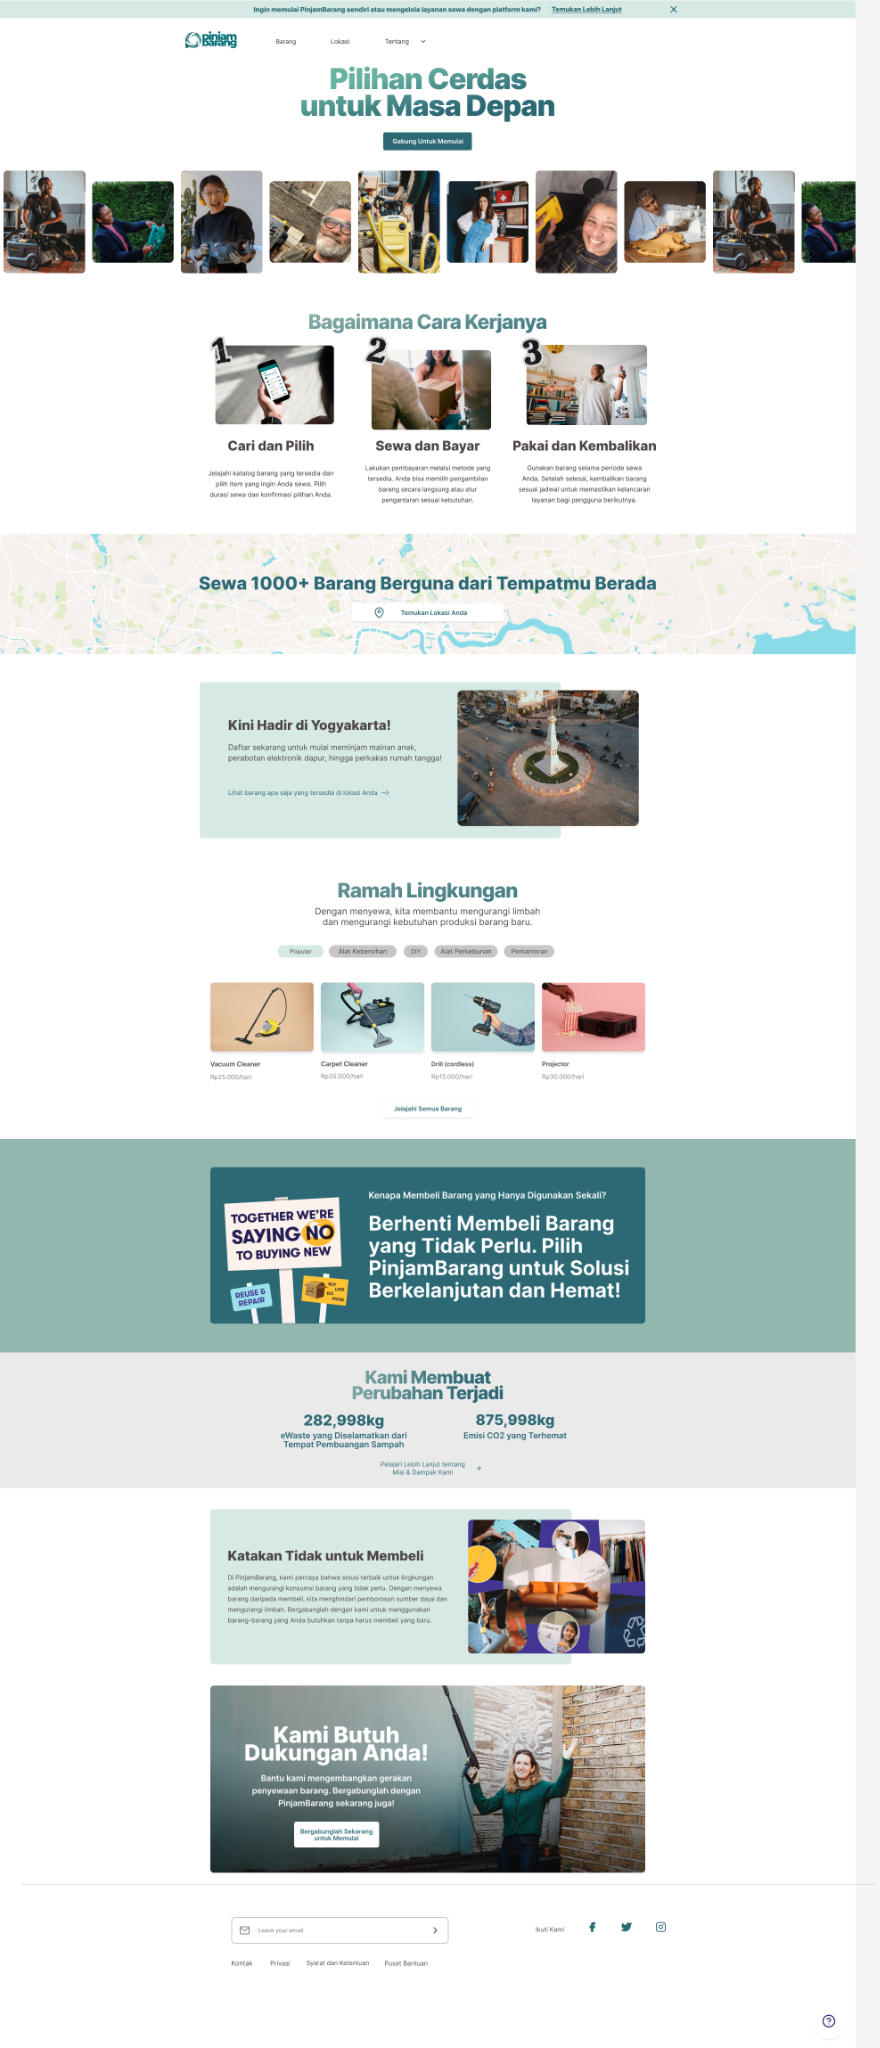 Ingin memulai PinjamBarang sendiri atau mengelola layanan sewa dengan platform kami? Temukan Lebih Lanjut
pinjam
barang
Barang Lokasi Tentang
Pilihan Cerdas
untuk Masa Depan
Gabung Untuk Memulai
Bagaimana Cara Kerjanya
1
2
3
Cari dan Pilih
Jelajahi katalog barang yang tersedia dan
pilih item yang ingin Anda sewa. Pilih
durasi sewa dan konfirmasi pilihan Anda.
Sewa dan Bayar
Lakukan pembayaran melalui metode yang
tersedia. Anda bisa memilih pengambilan
barang secara langsung atau atur
pengantaran sesuai kebutuhan.
Pakai dan Kembalikan
Gunakan barang selama periode sewa
Anda. Setelah selesai, kembalikan barang
sesuai jadwal untuk memastikan kelancaran
layanan bagi pengguna berikutnya.
Sewa 1000+ Barang Berguna dari Tempatmu Berada
Temukan Lokasi Anda
Kini Hadir di Yogyakarta!
Daftar sekarang untuk mulai meminjam mainan anak,
perabotan elektronik dapur, hingga perkakas rumah tangga!
Lihat barang apa saja yang tersedia di lokasi Anda
Ramah Lingkungan
Dengan menyewa, kita membantu mengurangi limbah
dan mengurangi kebutuhan produksi barang baru.
Populer Alat Kebersihan DIY Alat Perkebunan Perkantoran
Vacuum Cleaner
Rp25.000/hari
Carpet Cleaner
Rp35.000/hari
Drill (cordless)
Rp15.000/hari
Projector
Rp30.000/hari
Jelajahi Semua Barang
TOGETHER WE'RE
SAYING NO
TO BUYING NEW
REUSE &
REPAIR
BUY
LESS
DO
MORE
Kenapa Membeli Barang yang Hanya Digunakan Sekali?
Berhenti Membeli Barang
yang Tidak Perlu. Pilih
PinjamBarang untuk Solusi
Berkelanjutan dan Hemat!
Kami Membuat
Perubahan Terjadi
282,998kg
eWaste yang Diselamatkan dari
Tempat Pembuangan Sampah
875,998kg
Emisi CO2 yang Terhemat
Pelajari Lebih Lanjut tentang
Misi & Dampak Kami
Katakan Tidak untuk Membeli
Di PinjamBarang, kami percaya bahwa solusi terbaik untuk lingkungan
adalah mengurangi konsumsi barang yang tidak perlu. Dengan menyewa
barang daripada membeli, kita menghindari pemborosan sumber daya dan
mengurangi limbah. Bergabunglah dengan kami untuk menggunakan
barang-barang yang Anda butuhkan tanpa harus membeli yang baru.
Kami Butuh
Dukungan Anda!
Bantu kami mengembangkan gerakan
penyewaan barang. Bergabunglah dengan
PinjamBarang sekarang juga!
Bergabunglah Sekarang
untuk Memulai
Leave your email
Ikuti Kami
Kontak Privasi Syarat dan Ketentuan Pusat Bantuan